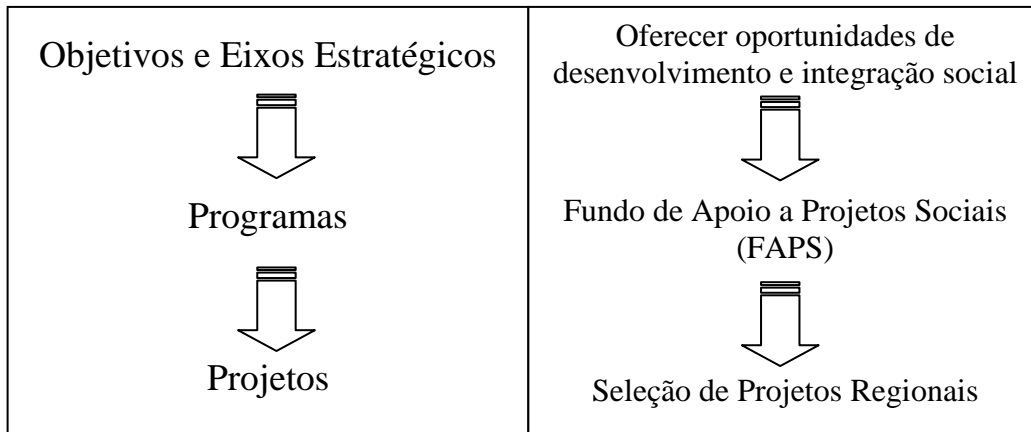 Objetivos e Eixos Estratégicos
Programas
Projetos
Oferecer oportunidades de
desenvolvimento e integração social
Fundo de Apoio a Projetos Sociais
(FAPS)
Seleção de Projetos Regionais